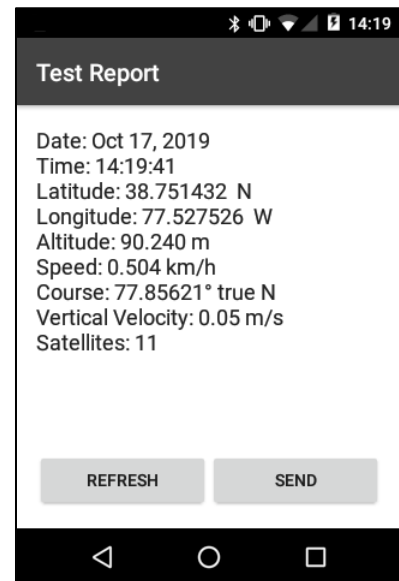 14:19
Test Report
Date: Oct 17, 2019
Time: 14:19:41
Latitude: 38.751432 N
Longitude: 77.527526 W
Altitude: 90.240 m
Speed: 0.504 km/h
Course: 77.85621° true N
Vertical Velocity: 0.05 m/s
Satellites: 11
REFRESH SEND